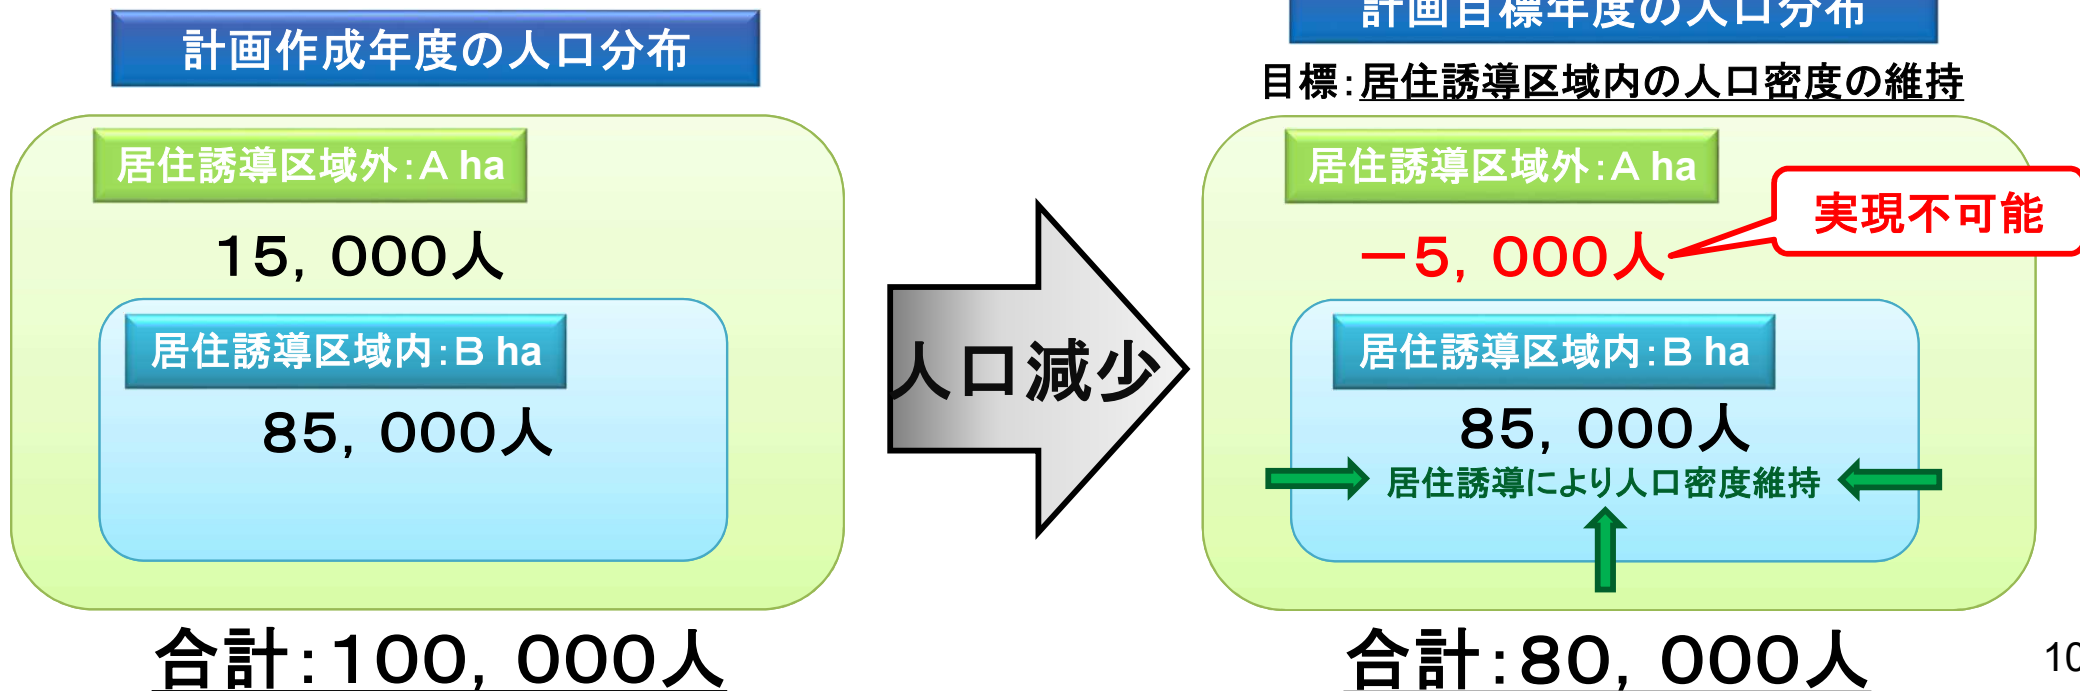 計画作成年度の人口分布
居住誘導区域外：A ha
15，000人
居住誘導区域内：B ha
85，000人
合計：100，000人
人口減少
計画目標年度の人口分布
目標：居住誘導区域内の人口密度の維持
居住誘導区域外：A ha
実現不可能
－5，000人
居住誘導区域内：B ha
85，000人
居住誘導により人口密度維持
合計：80，000人
10